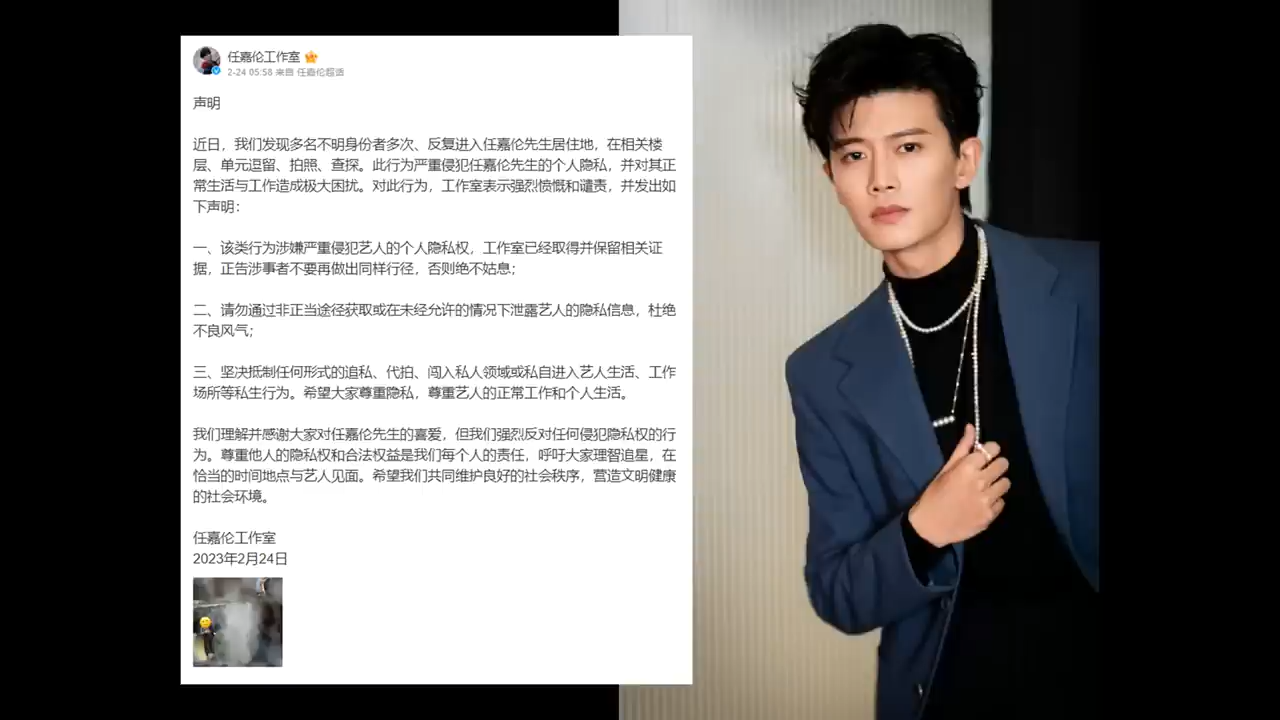 任嘉伦工作室
2-24 05:58 来自 任嘉伦超话
声明
近日，我们发现多名不明身份者多次、反复进入任嘉伦先生居住地，在相关楼
层、单元逗留、拍照、查探。此行为严重侵犯任嘉伦先生的个人隐私，并对其正
常生活与工作造成极大困扰。对此行为，工作室表示强烈愤慨和谴责，并发出如
下声明：
一、该类行为涉嫌严重侵犯艺人的个人隐私权，工作室已经取得并保留相关证
据，正告涉事者不要再做出同样行径，否则绝不姑息；
二、请勿通过非正当途径获取或在未经允许的情况下泄露艺人的隐私信息，杜绝
不良风气；
三、坚决抵制任何形式的追私、代拍、闯入私人领域或私自进入艺人生活、工作
场所等私生行为。希望大家尊重隐私，尊重艺人的正常工作和个人生活。
我们理解并感谢大家对任嘉伦先生的喜爱，但我们强烈反对任何侵犯隐私权的行
为。尊重他人的隐私权和合法权益是我们每个人的责任，呼吁大家理智追星，在
恰当的时间地点与艺人见面。希望我们共同维护良好的社会秩序，营造文明健康
的社会环境。
任嘉伦工作室
2023年2月24日